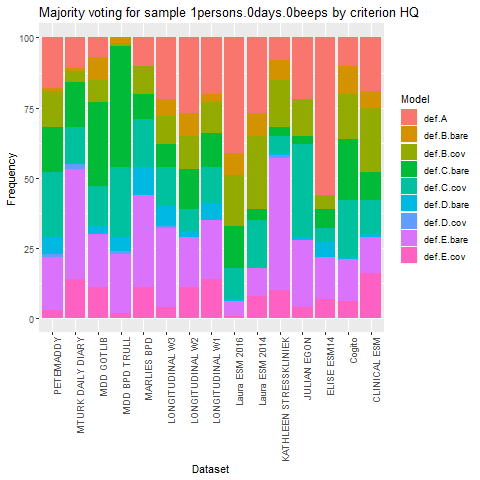 Majority voting for sample 1persons.0days.0beeps by criterion HQ
100
75
50
25
0
Frequency
PETEMADDY
MTURK DAILY DIARY
MDD GOTLIB
MDD BPD TRULL
MARLIES BPD
LONGITUDINAL W3
LONGITUDINAL W2
LONGITUDINAL W1
Laura ESM 2016
Laura ESM 2014
KATHLEEN STRESSKLINIEK
JULIAN EGON
ELISE ESM14
Cogito
CLINICAL ESM
Dataset
Model
def.A
def.B.bare
def.B.cov
def.C.bare
def.C.cov
def.D.bare
def.D.cov
def.E.bare
def.E.cov